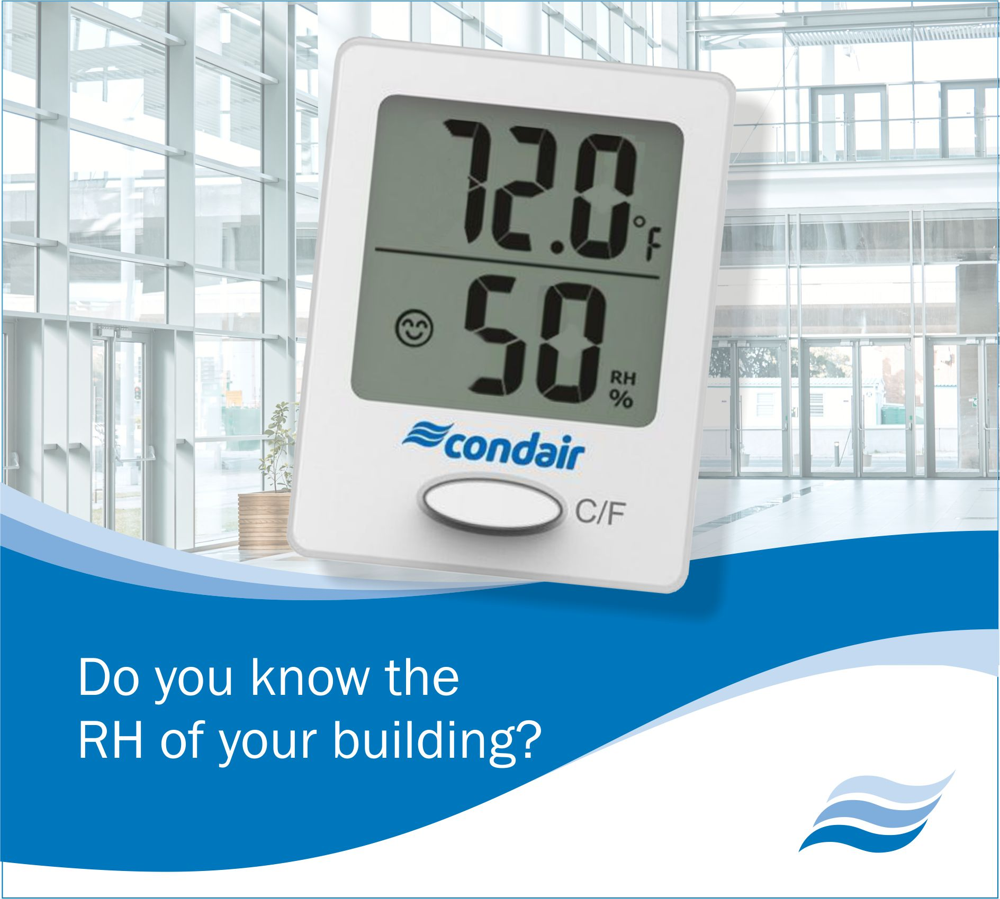 72.0°F
50 RH %
condair
C/F
Do you know the
RH of your building?